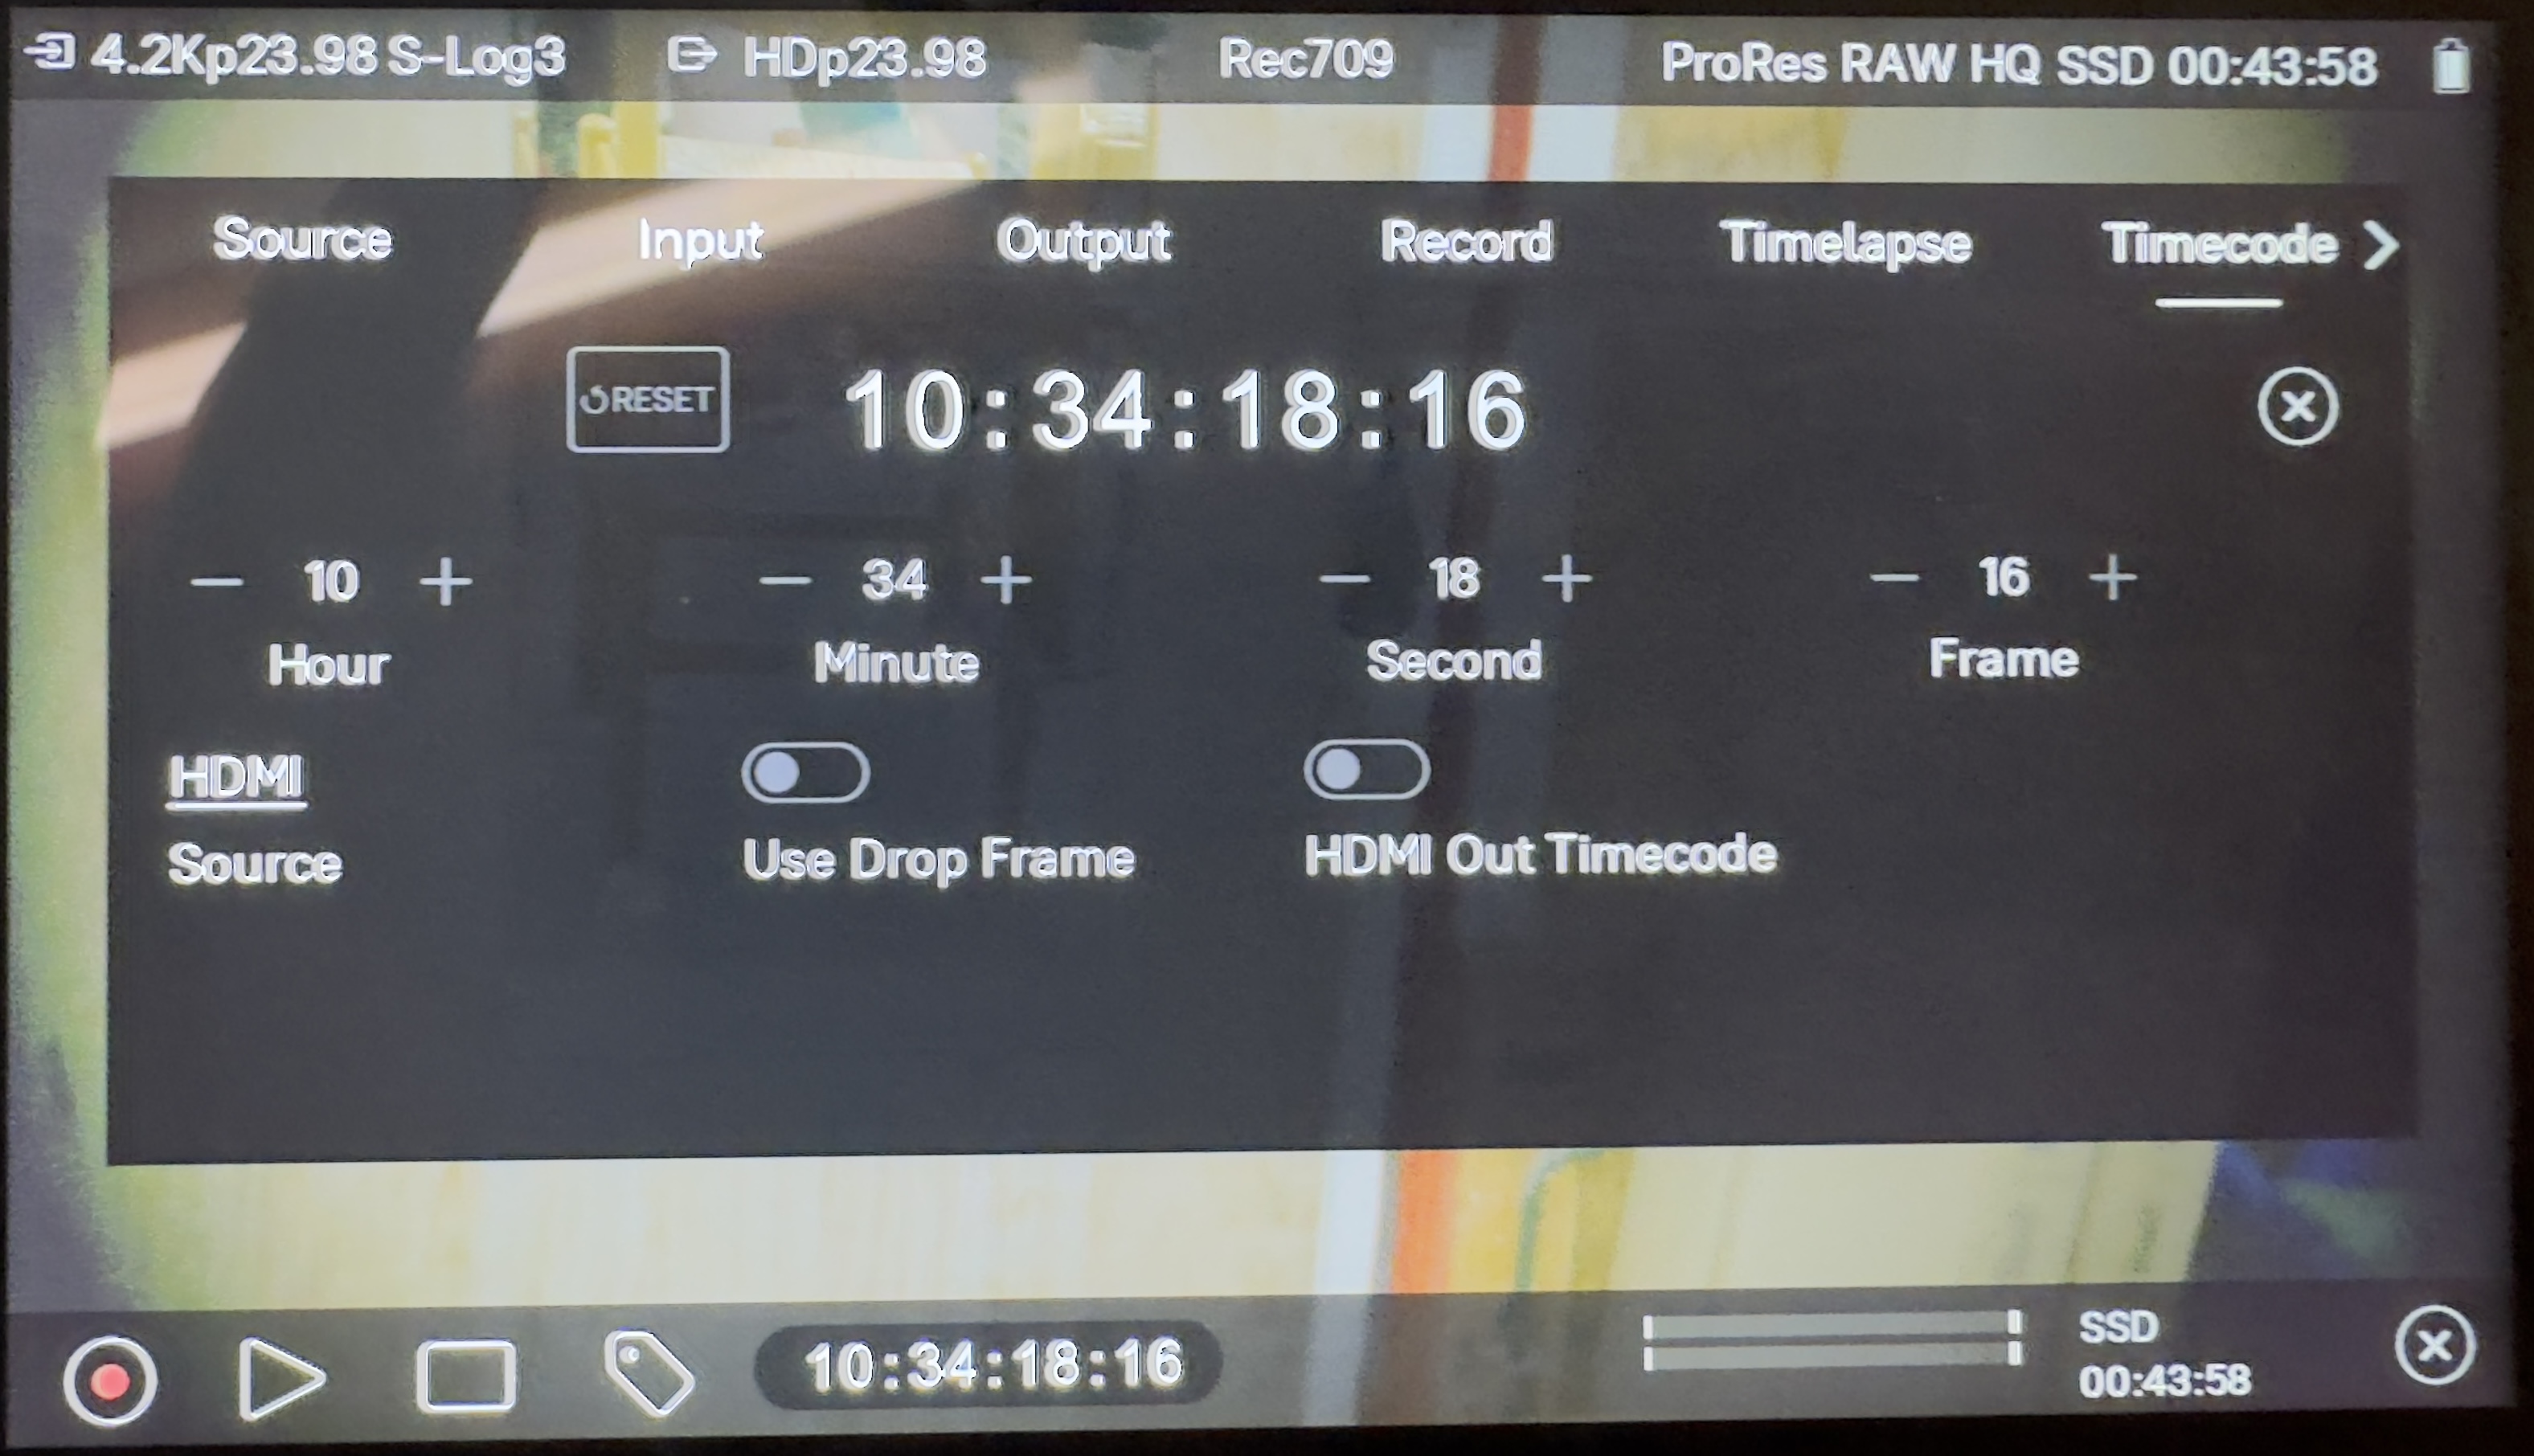 4.2Kp23.98 S-Log3 HDp23.98 Rec709 ProRes RAW HQ SSD 00:43:58
Source Input Output Record Timelapse Timecode
RESET 10:34:18:16
10 34 18 16
Hour Minute Second Frame
HDMI
Source Use Drop Frame HDMI Out Timecode
10:34:18:16
SSD
00:43:58